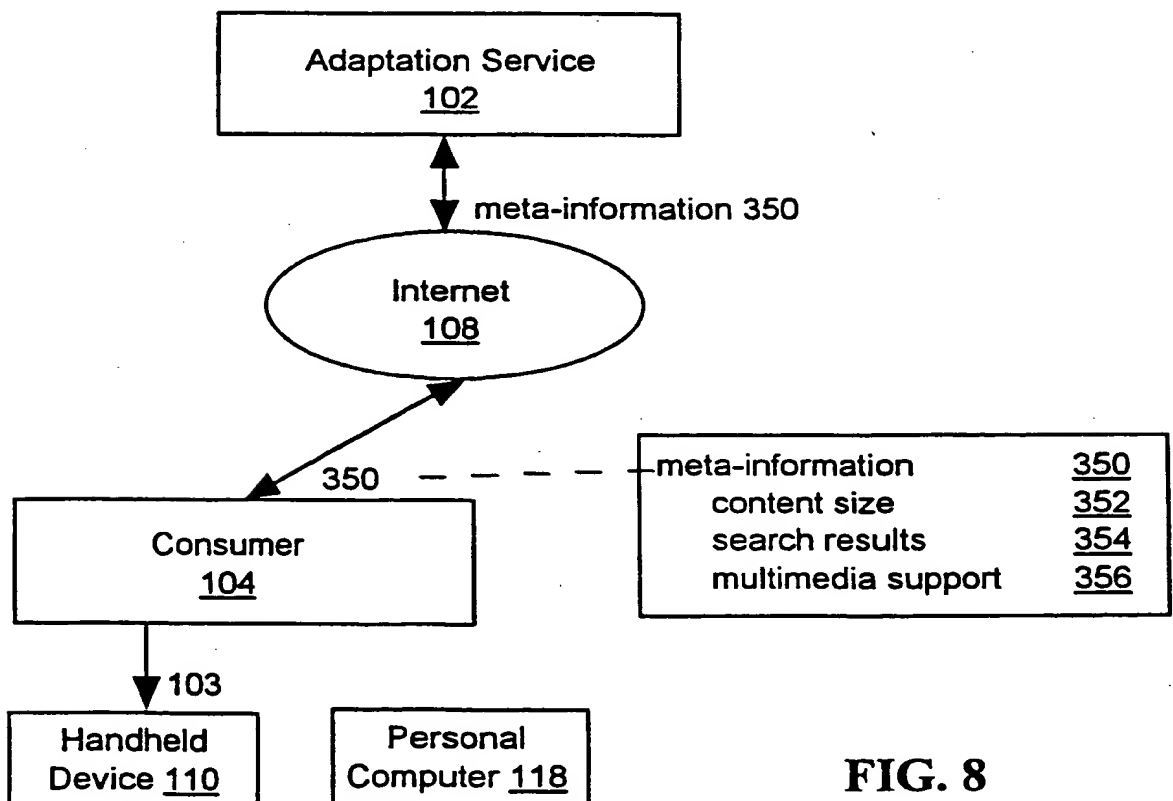 Adaptation Service
102
meta-information 350
Internet
108
350
meta-information 350
content size 352
search results 354
multimedia support 356
Consumer
104
103
Handheld
Device 110
Personal
Computer 118
FIG. 8